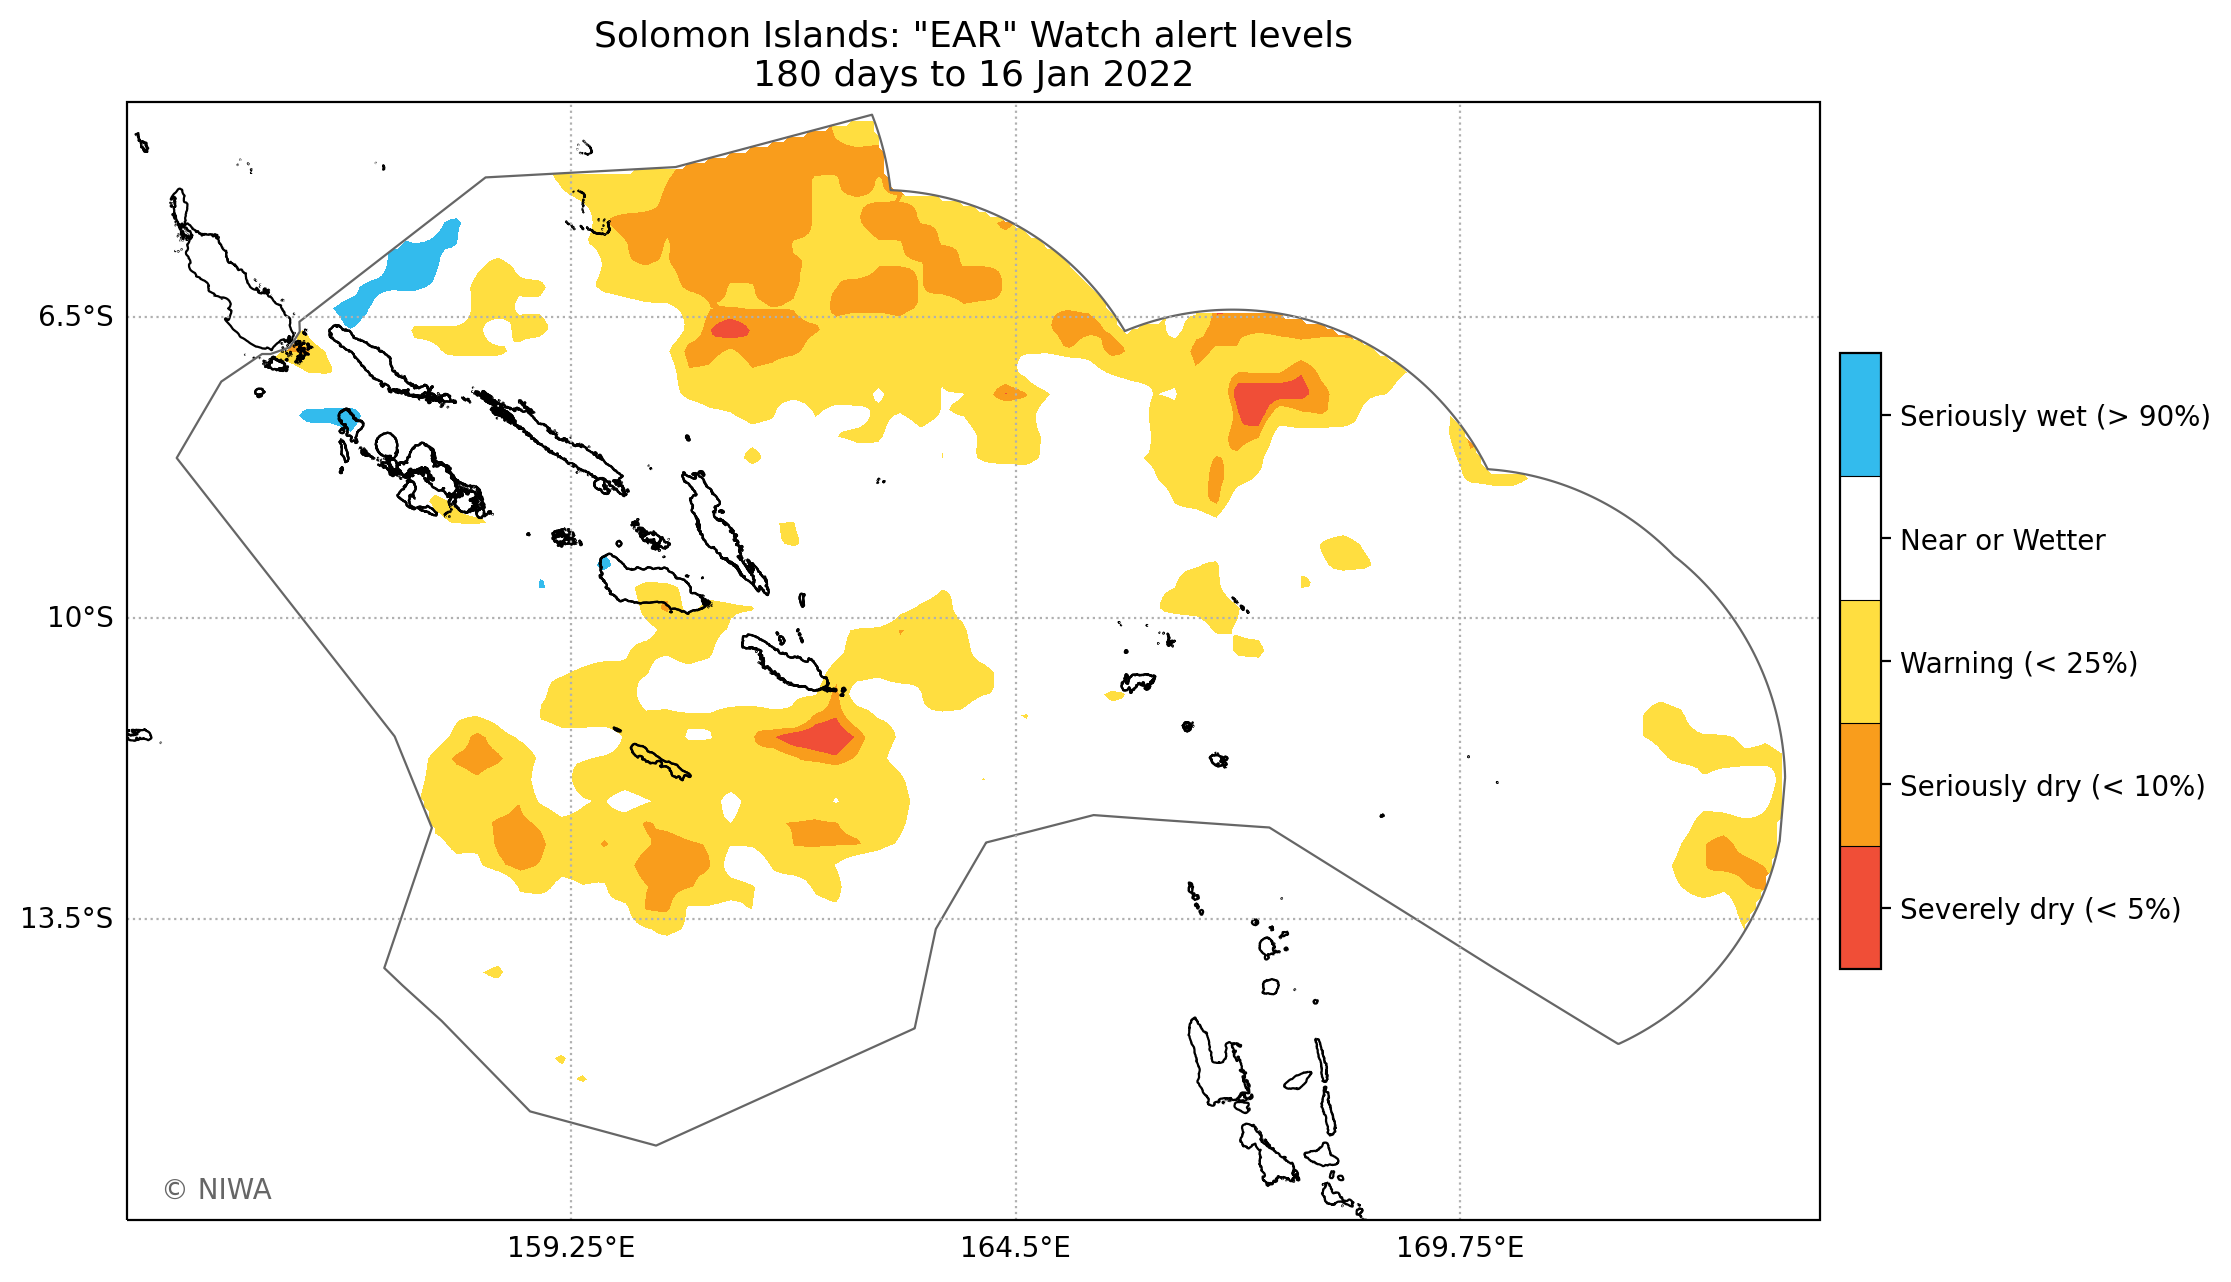 Solomon Islands: "EAR" Watch alert levels
180 days to 16 Jan 2022
6.5°S
10°S
13.5°S
159.25°E
164.5°E
169.75°E
© NIWA
Seriously wet (> 90%)
Near or Wetter
Warning (< 25%)
Seriously dry (< 10%)
Severely dry (< 5%)